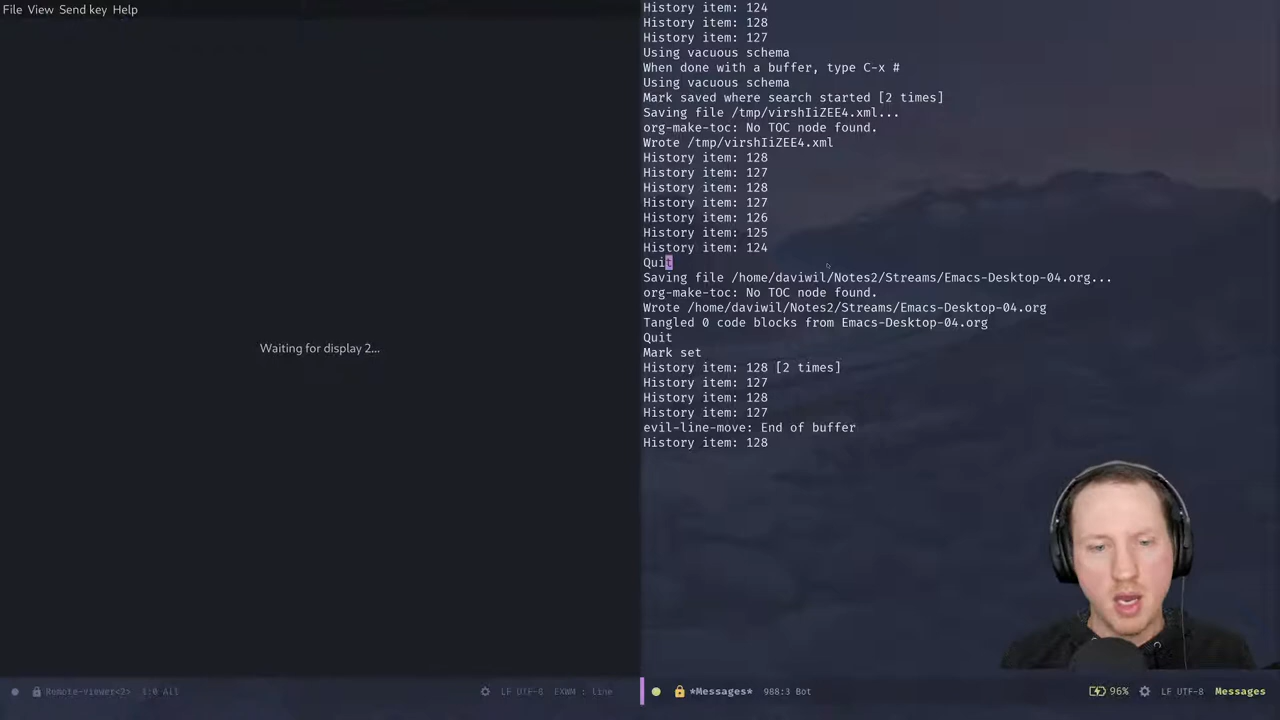 File View Send key Help
Waiting for display 2...
Remote-viewer<2> 1:0 All LF UTF-8 EXWM : line
History item: 124
History item: 128
History item: 127
Using vacuous schema
When done with a buffer, type C-x #
Using vacuous schema
Mark saved where search started [2 times]
Saving file /tmp/virshIiZEE4.xml...
org-make-toc: No TOC node found.
Wrote /tmp/virshIiZEE4.xml
History item: 128
History item: 127
History item: 128
History item: 127
History item: 126
History item: 125
History item: 124
Quit
Saving file /home/daviwil/Notes2/Streams/Emacs-Desktop-04.org...
org-make-toc: No TOC node found.
Wrote /home/daviwil/Notes2/Streams/Emacs-Desktop-04.org
Tangled 0 code blocks from Emacs-Desktop-04.org
Quit
Mark set
History item: 128 [2 times]
History item: 127
History item: 128
History item: 127
evil-line-move: End of buffer
History item: 128
*Messages* 988:3 Bot 96% LF UTF-8 Messages